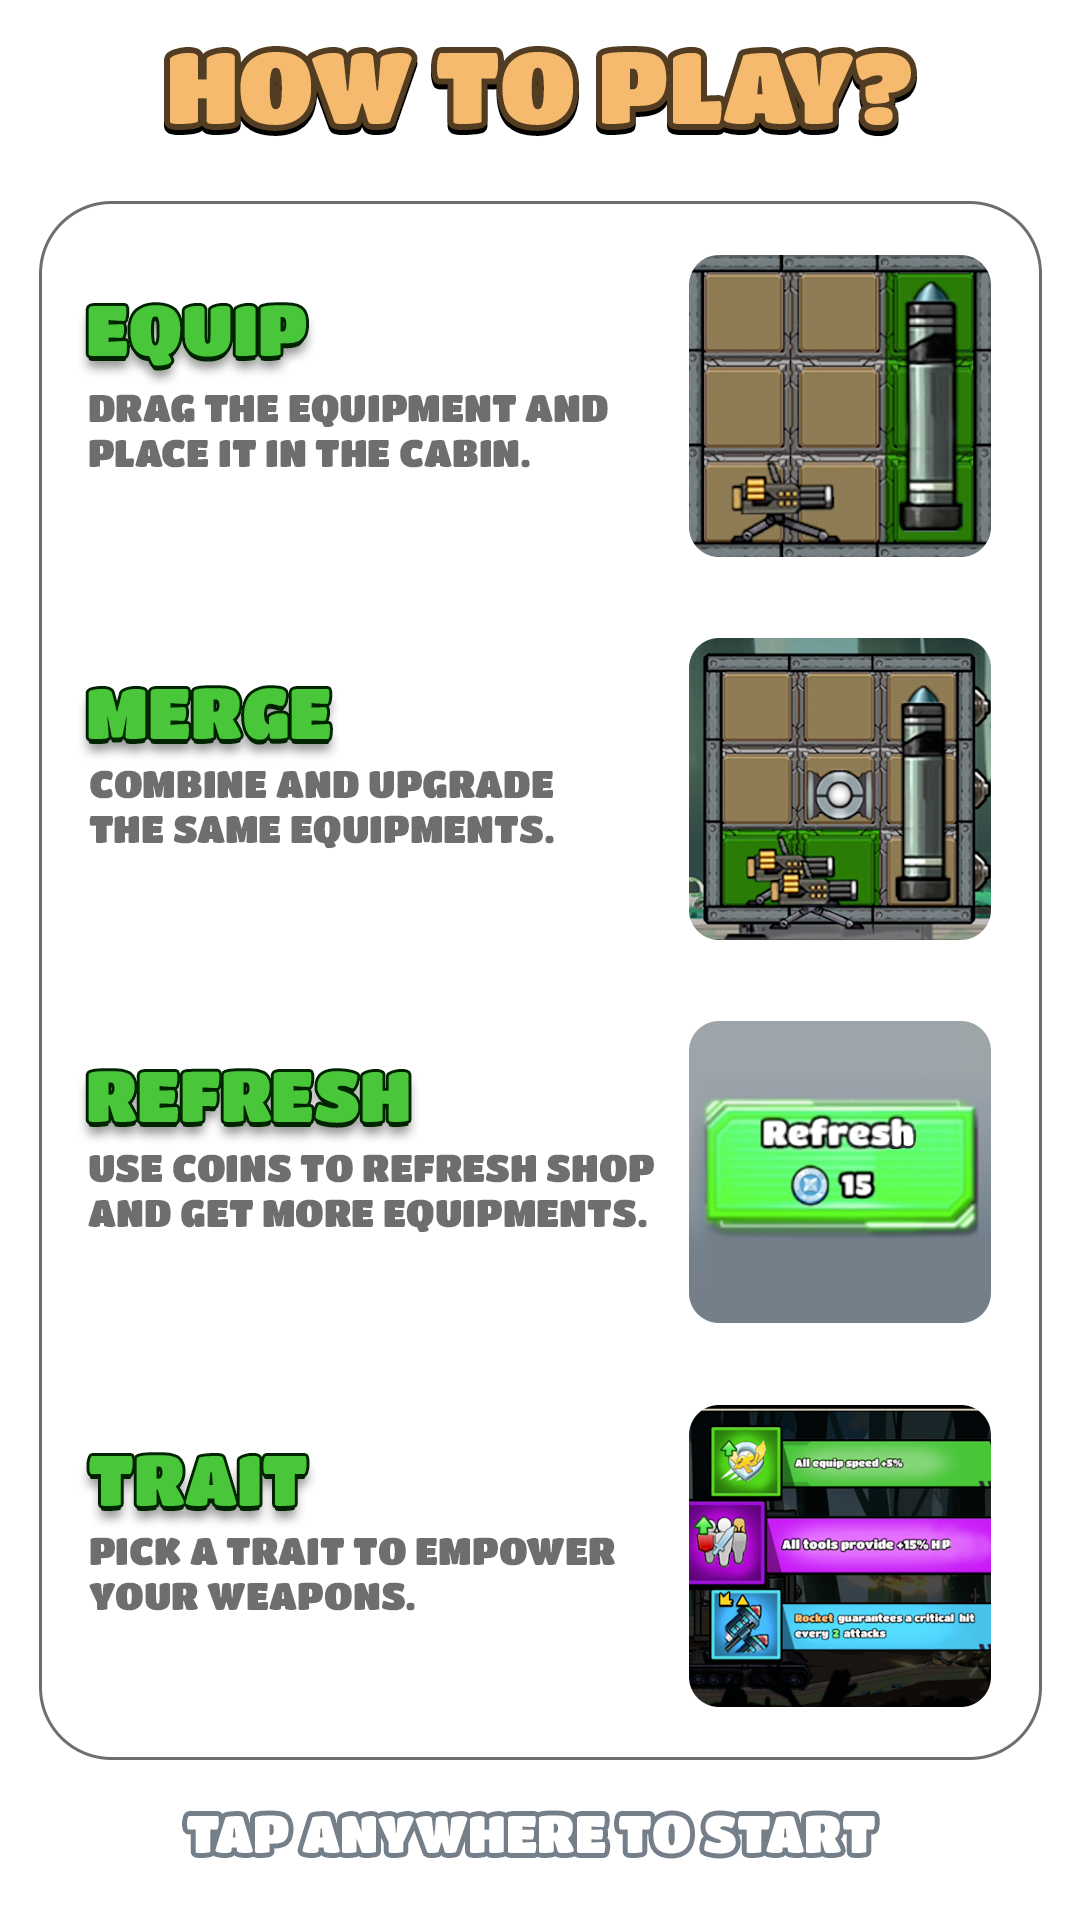 HOW TO PLAY?
EQUIP
DRAG THE EQUIPMENT AND
PLACE IT IN THE CABIN.
MERGE
COMBINE AND UPGRADE
THE SAME EQUIPMENTS.
REFRESH
USE COINS TO REFRESH SHOP
AND GET MORE EQUIPMENTS.
Refresh
15
TRAIT
PICK A TRAIT TO EMPOWER
YOUR WEAPONS.
All equip speed +5%
All tools provide +15% HP
Rocket guarantees a critical hit
every 2 attacks
TAP ANYWHERE TO START